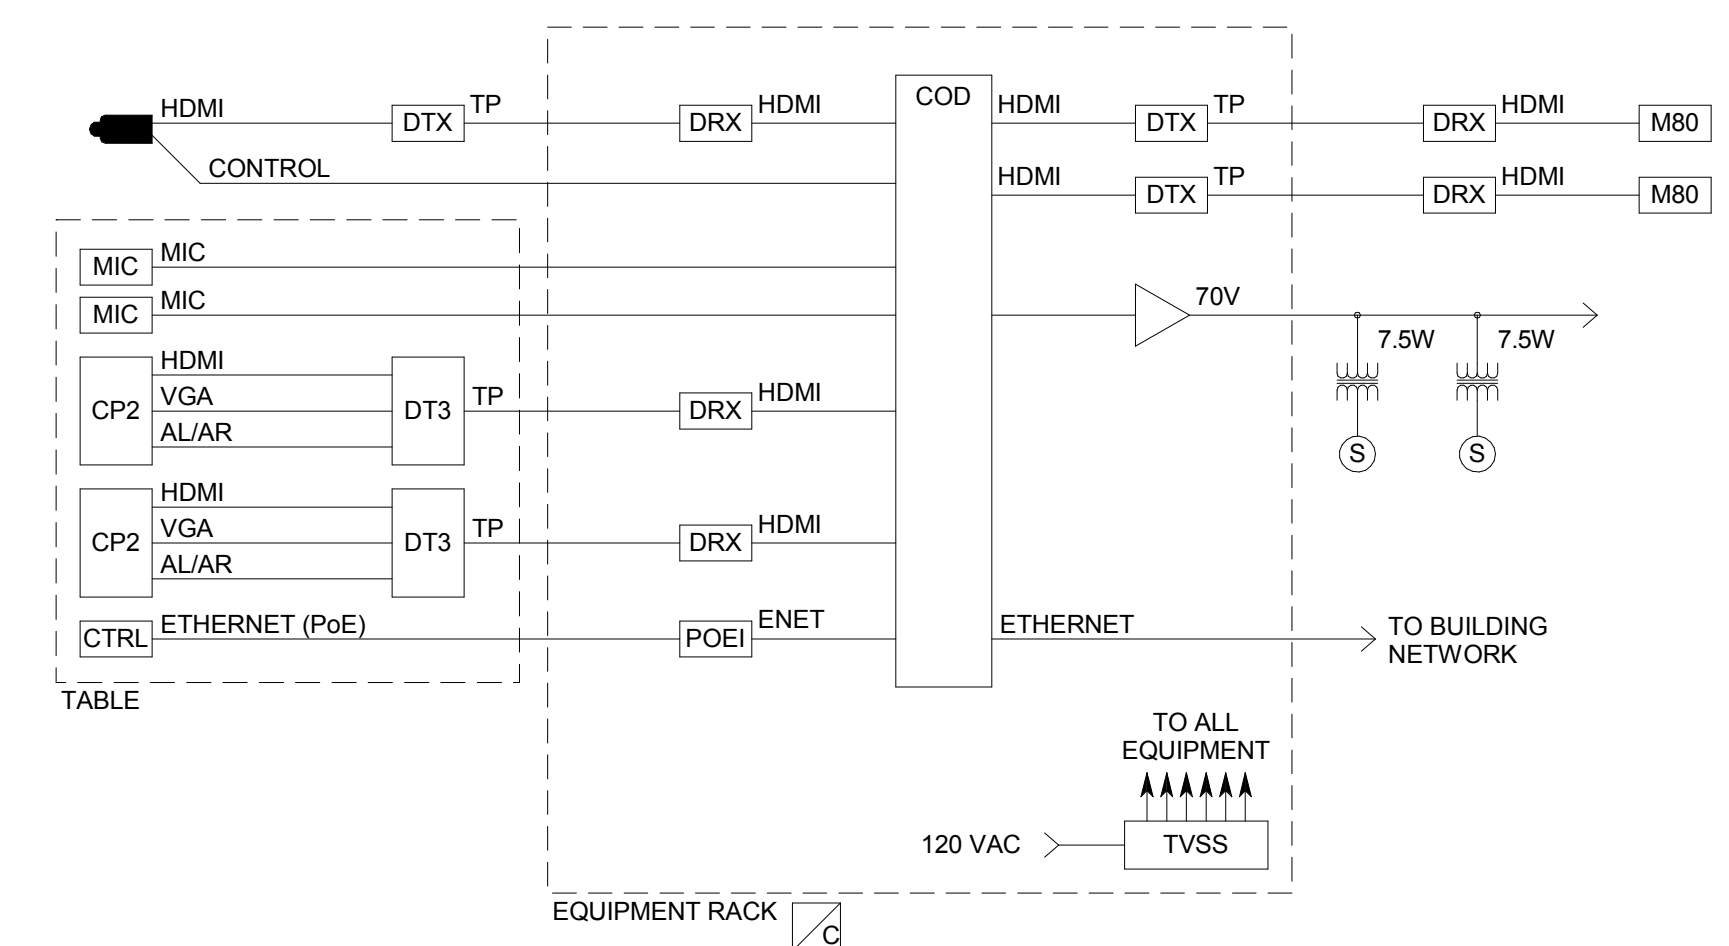 HDMI
DTX
TP
DRX
HDMI
COD
HDMI
DTX
TP
DRX
HDMI
M80
CONTROL
HDMI
DTX
TP
DRX
HDMI
M80
MIC
MIC
MIC
MIC
70V
7.5W
7.5W
S
S
CP2
HDMI
VGA
AL/AR
DT3
TP
DRX
HDMI
CP2
HDMI
VGA
AL/AR
DT3
TP
DRX
HDMI
CTRL
ETHERNET (PoE)
POEI
ENET
ETHERNET
TO BUILDING
NETWORK
TABLE
TO ALL
EQUIPMENT
120 VAC
TVSS
EQUIPMENT RACK
C